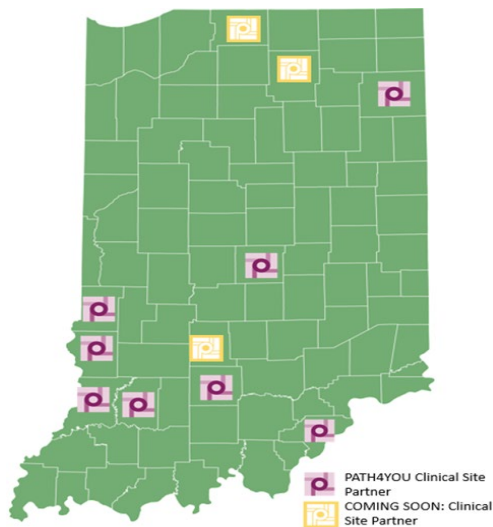 PATH4YOU Clinical Site
Partner
COMING SOON: Clinical
Site Partner